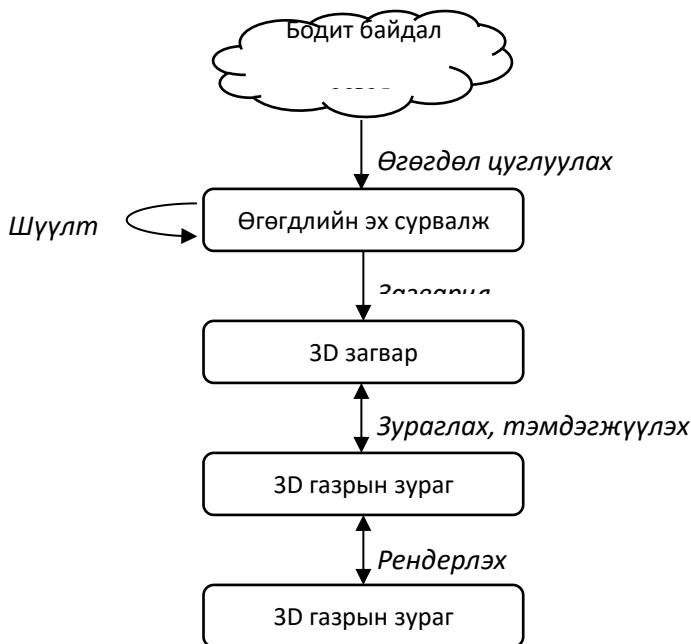 Бодит байдал
Өгөгдөл цуглуулах
Шүүлт
Өгөгдлийн эх сурвалж
3D загвар
Зураглах, тэмдэгжүүлэх
3D газрын зураг
Рендерлэх
3D газрын зураг